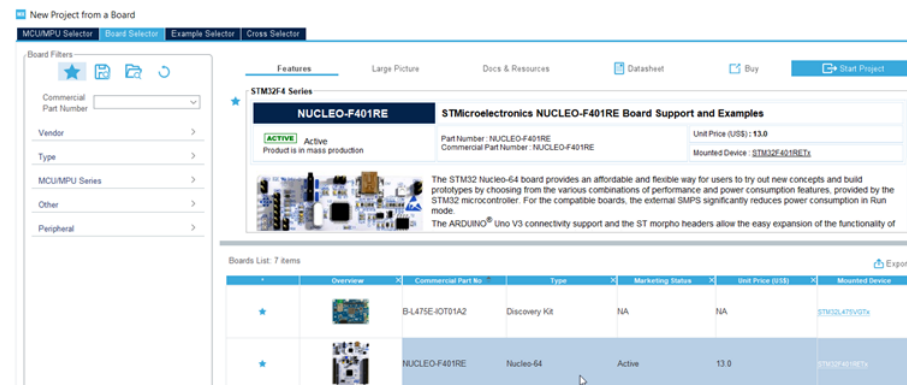 MX New Project from a Board
MCU/MPU Selector Board Selector Example Selector Cross Selector
Board Filters
Commercial
Part Number
Vendor
Type
MCU/MPU Series
Other
Peripheral
Features Large Picture Docs & Resources Datasheet Buy Start Project
STM32F4 Series
NUCLEO-F401RE
STMicroelectronics NUCLEO-F401RE Board Support and Examples
ACTIVE Active
Product is in mass production
Part Number : NUCLEO-F401RE
Commercial Part Number : NUCLEO-F401RE
Unit Price (US$) : 13.0
Mounted Device : STM32F401RETx
The STM32 Nucleo-64 board provides an affordable and flexible way for users to try out new concepts and build
prototypes by choosing from the various combinations of performance and power consumption features, provided by the
STM32 microcontroller. For the compatible boards, the external SMPS significantly reduces power consumption in Run
mode.
The ARDUINO® Uno V3 connectivity support and the ST morpho headers allow the easy expansion of the functionality of
Boards List: 7 items
Expor
* Overview X Commercial Part No Type X Marketing Status X Unit Price (US$) X Mounted Device
B-L475E-IOT01A2 Discovery Kit NA NA STM32L475VGTx
NUCLEO-F401RE Nucleo-64 Active 13.0 STM32F401RETx